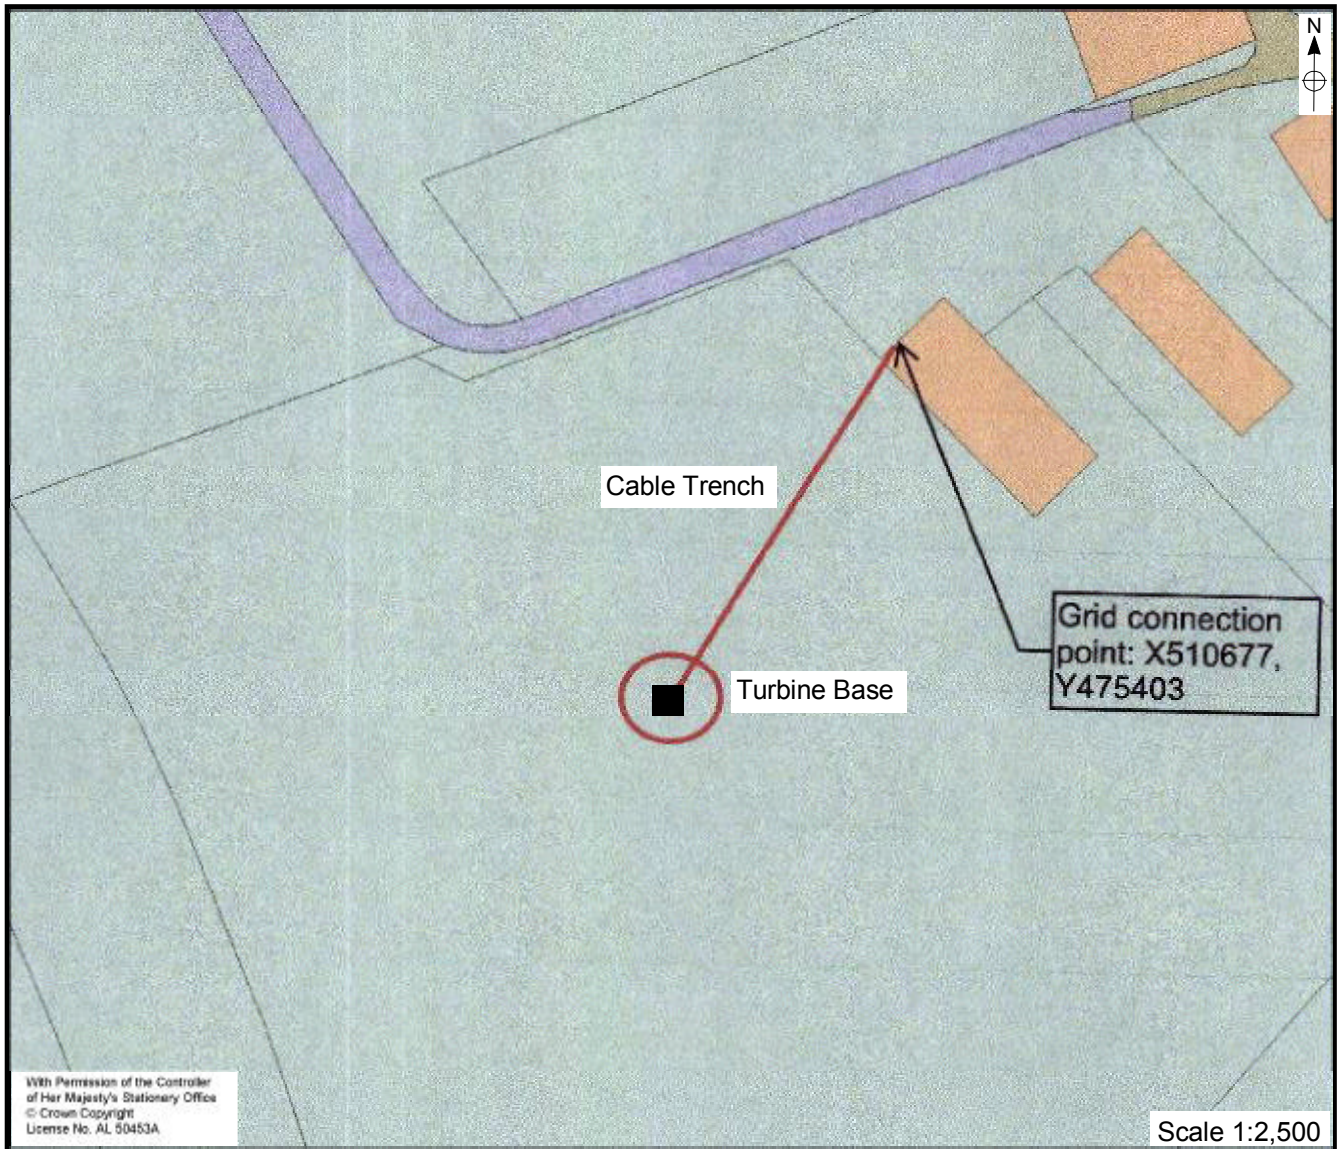 N
Cable Trench
Grid connection
point: X510677,
Y475403
Turbine Base
With Permission of the Controller
of Her Majesty's Stationery Office
© Crown Copyright
License No. AL 50453A
Scale 1:2,500